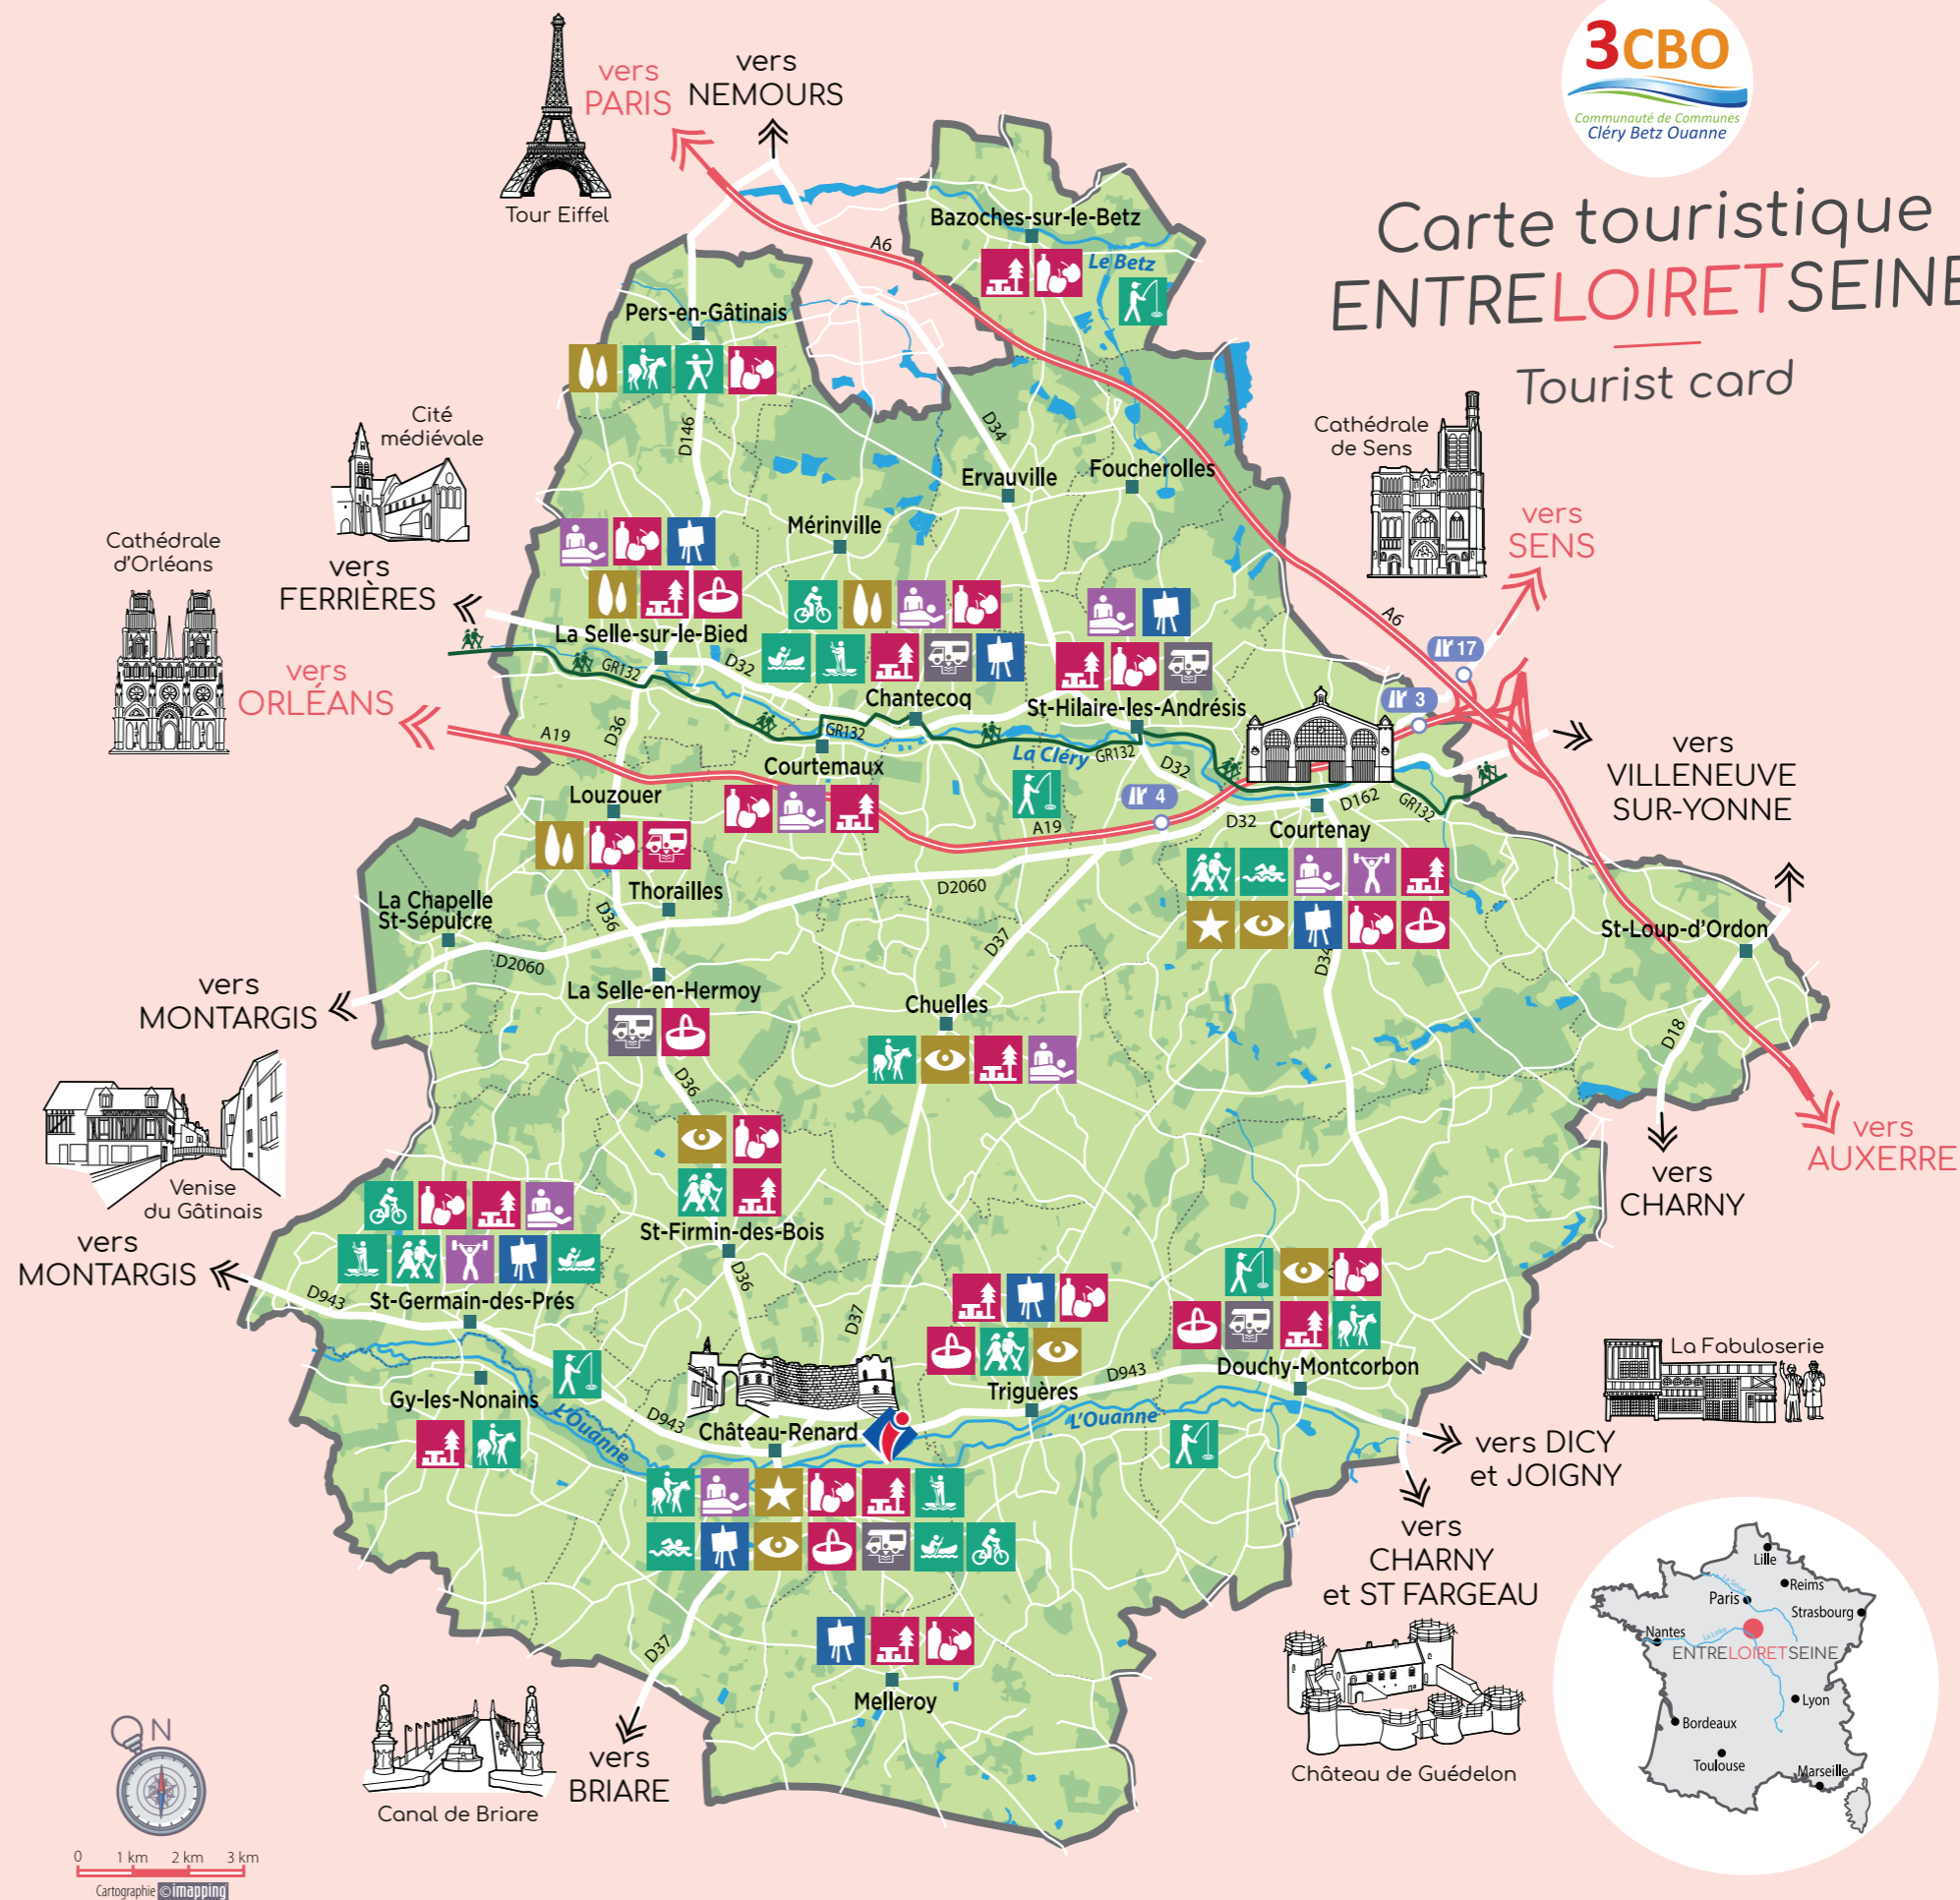 3CBO
Communauté de Communes
Cléry Betz Ouanne
Carte touristique
ENTRELOIRETSEINE
Tourist card
vers
PARIS
vers
NEMOURS
Tour Eiffel
A6
Bazoches-sur-le-Betz
Le Betz
Pers-en-Gâtinais
D146
D34
Cité
médiévale
Cathédrale
de Sens
Ervauville
Foucherolles
Mérinville
vers
SENS
Cathédrale
d'Orléans
vers
FERRIÈRES
A6
17
La Selle-sur-le-Bied
GR132
D32
vers
ORLÉANS
Chantecoq
St-Hilaire-les-Andrésis
3
A19
D36
GR132
La Cléry
GR132
D32
Courtemaux
vers
VILLENEUVE
SUR-YONNE
Louzouer
4
A19
D32
D162
GR132
Courtenay
La Chapelle
St-Sépulcre
Thorailles
D36
D2060
D2060
D37
D34
St-Loup-d'Ordon
La Selle-en-Hermoy
Chuelles
vers
MONTARGIS
D36
D18
Venise
du Gâtinais
vers
AUXERRE
vers
CHARNY
St-Firmin-des-Bois
D36
vers
MONTARGIS
D943
St-Germain-des-Prés
D37
La Fabuloserie
Gy-les-Nonains
L'Ouanne
D943
Château-Renard
Triguères
D943
L'Ouanne
Douchy-Montcorbon
vers DICY
et JOIGNY
vers
CHARNY
et ST FARGEAU
D37
Melleroy
Château de Guédelon
vers
BRIARE
Canal de Briare
Lille
Reims
La Seine
Paris
Strasbourg
Nantes
La Loire
ENTRELOIRETSEINE
Lyon
Bordeaux
Toulouse
Marseille
N
0 1 km 2 km 3 km
Cartographie ©imapping